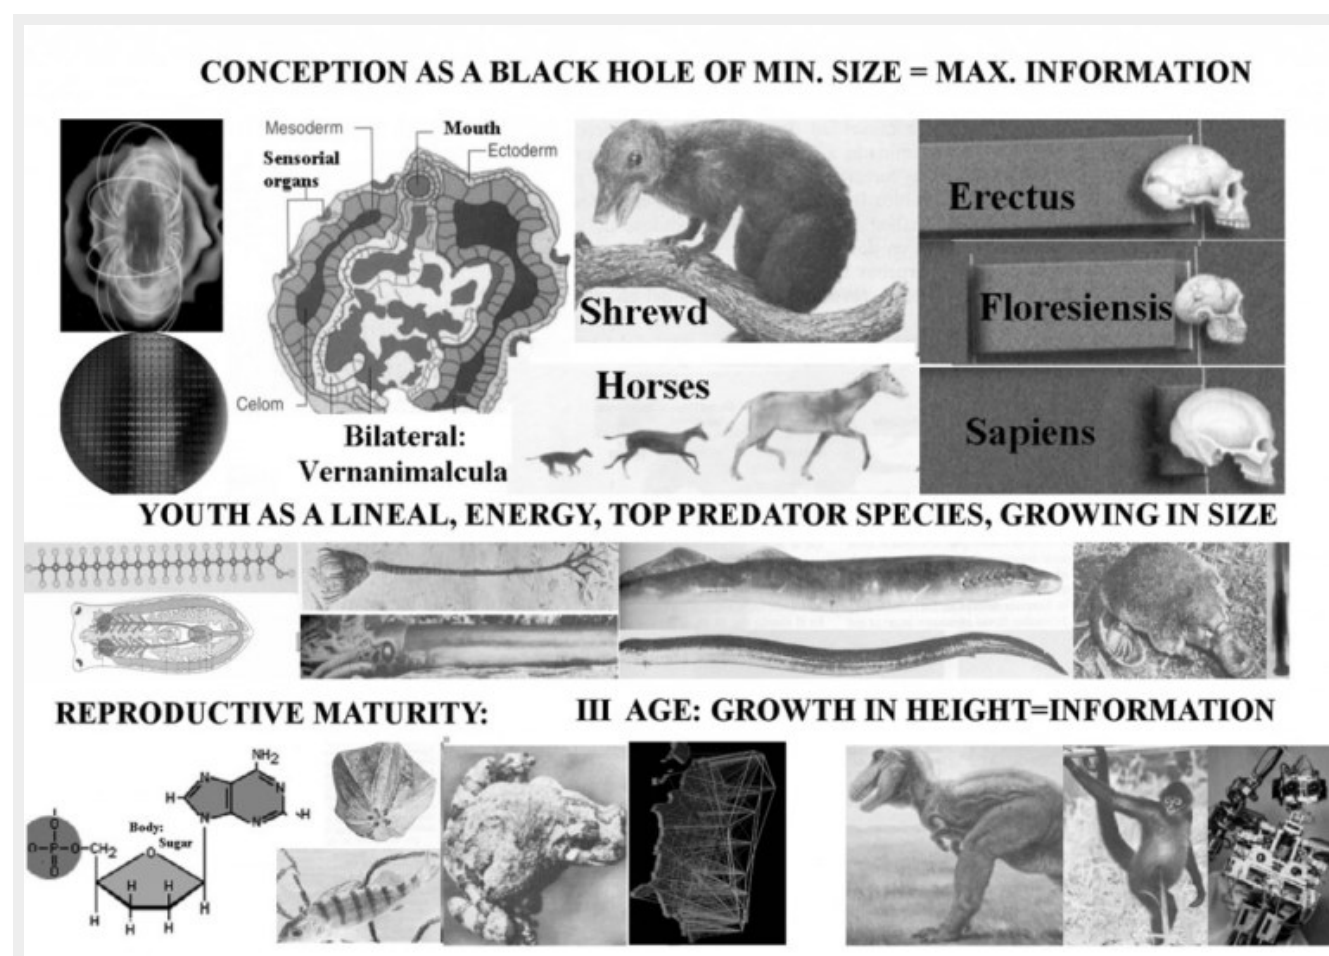 CONCEPTION AS A BLACK HOLE OF MIN. SIZE = MAX. INFORMATION
Mesoderm
Mouth
Ectoderm
Sensorial
organs
Celom
Bilateral:
Vernanimalcula
Shrewd
Horses
Erectus
Floresiensis
Sapiens
YOUTH AS A LINEAL, ENERGY, TOP PREDATOR SPECIES, GROWING IN SIZE
REPRODUCTIVE MATURITY:
III AGE: GROWTH IN HEIGHT=INFORMATION
NH2
N
N
H
H
N
N
O
O P O CH2
O
Body:
Sugar
O
H H
H H
H H